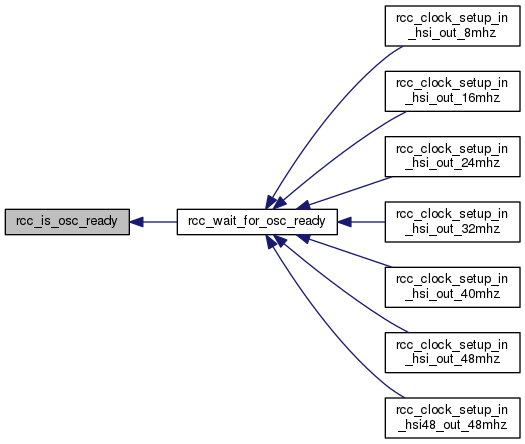 rcc_clock_setup_in
_hsi_out_8mhz
rcc_clock_setup_in
_hsi_out_16mhz
rcc_clock_setup_in
_hsi_out_24mhz
rcc_is_osc_ready
rcc_wait_for_osc_ready
rcc_clock_setup_in
_hsi_out_32mhz
rcc_clock_setup_in
_hsi_out_40mhz
rcc_clock_setup_in
_hsi_out_48mhz
rcc_clock_setup_in
_hsi48_out_48mhz